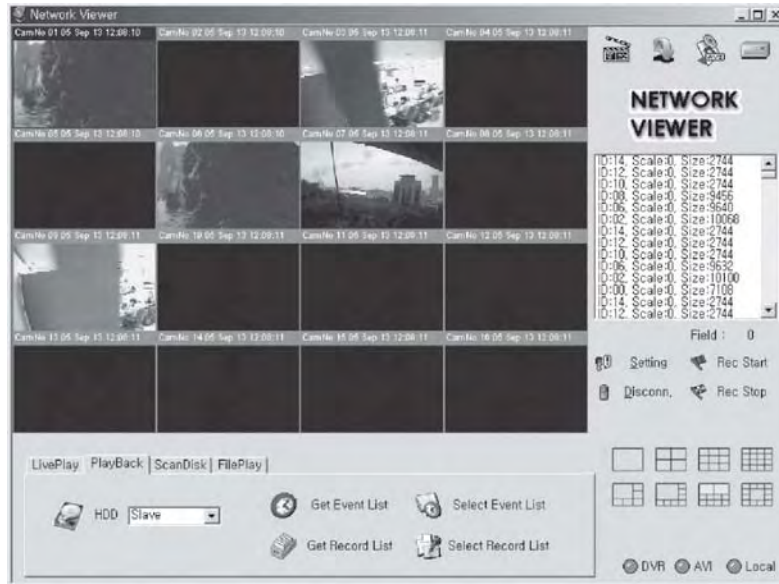 Network Viewer
CamNo 01 05 Sep 13 12:08:10
CamNo 02 05 Sep 13 12:08:10
CamNo 03 05 Sep 13 12:08:11
CamNo 04 05 Sep 13 12:08:11
CamNo 05 05 Sep 13 12:08:10
CamNo 06 05 Sep 13 12:08:10
CamNo 07 05 Sep 13 12:08:11
CamNo 08 05 Sep 13 12:08:11
CamNo 09 05 Sep 13 12:08:11
CamNo 10 05 Sep 13 12:08:11
CamNo 11 05 Sep 13 12:08:11
CamNo 12 05 Sep 13 12:08:11
CamNo 13 05 Sep 13 12:08:11
CamNo 14 05 Sep 13 12:08:11
CamNo 15 05 Sep 13 12:08:11
CamNo 16 05 Sep 13 12:08:11
NETWORK
VIEWER
ID:14, Scale:0, Size:2744
ID:12, Scale:0, Size:2744
ID:10, Scale:0, Size:2744
ID:08, Scale:0, Size:9456
ID:06, Scale:0, Size:9640
ID:02, Scale:0, Size:10068
ID:14, Scale:0, Size:2744
ID:12, Scale:0, Size:2744
ID:10, Scale:0, Size:2744
ID:06, Scale:0, Size:9632
ID:02, Scale:0, Size:10100
ID:00, Scale:0, Size:7108
ID:14, Scale:0, Size:2744
ID:12, Scale:0, Size:2744
Field : 0
Setting
Rec Start
Disconn.
Rec Stop
LivePlay
PlayBack
ScanDisk
FilePlay
HDD
Slave
Get Event List
Select Event List
Get Record List
Select Record List
DVR
AVI
Local